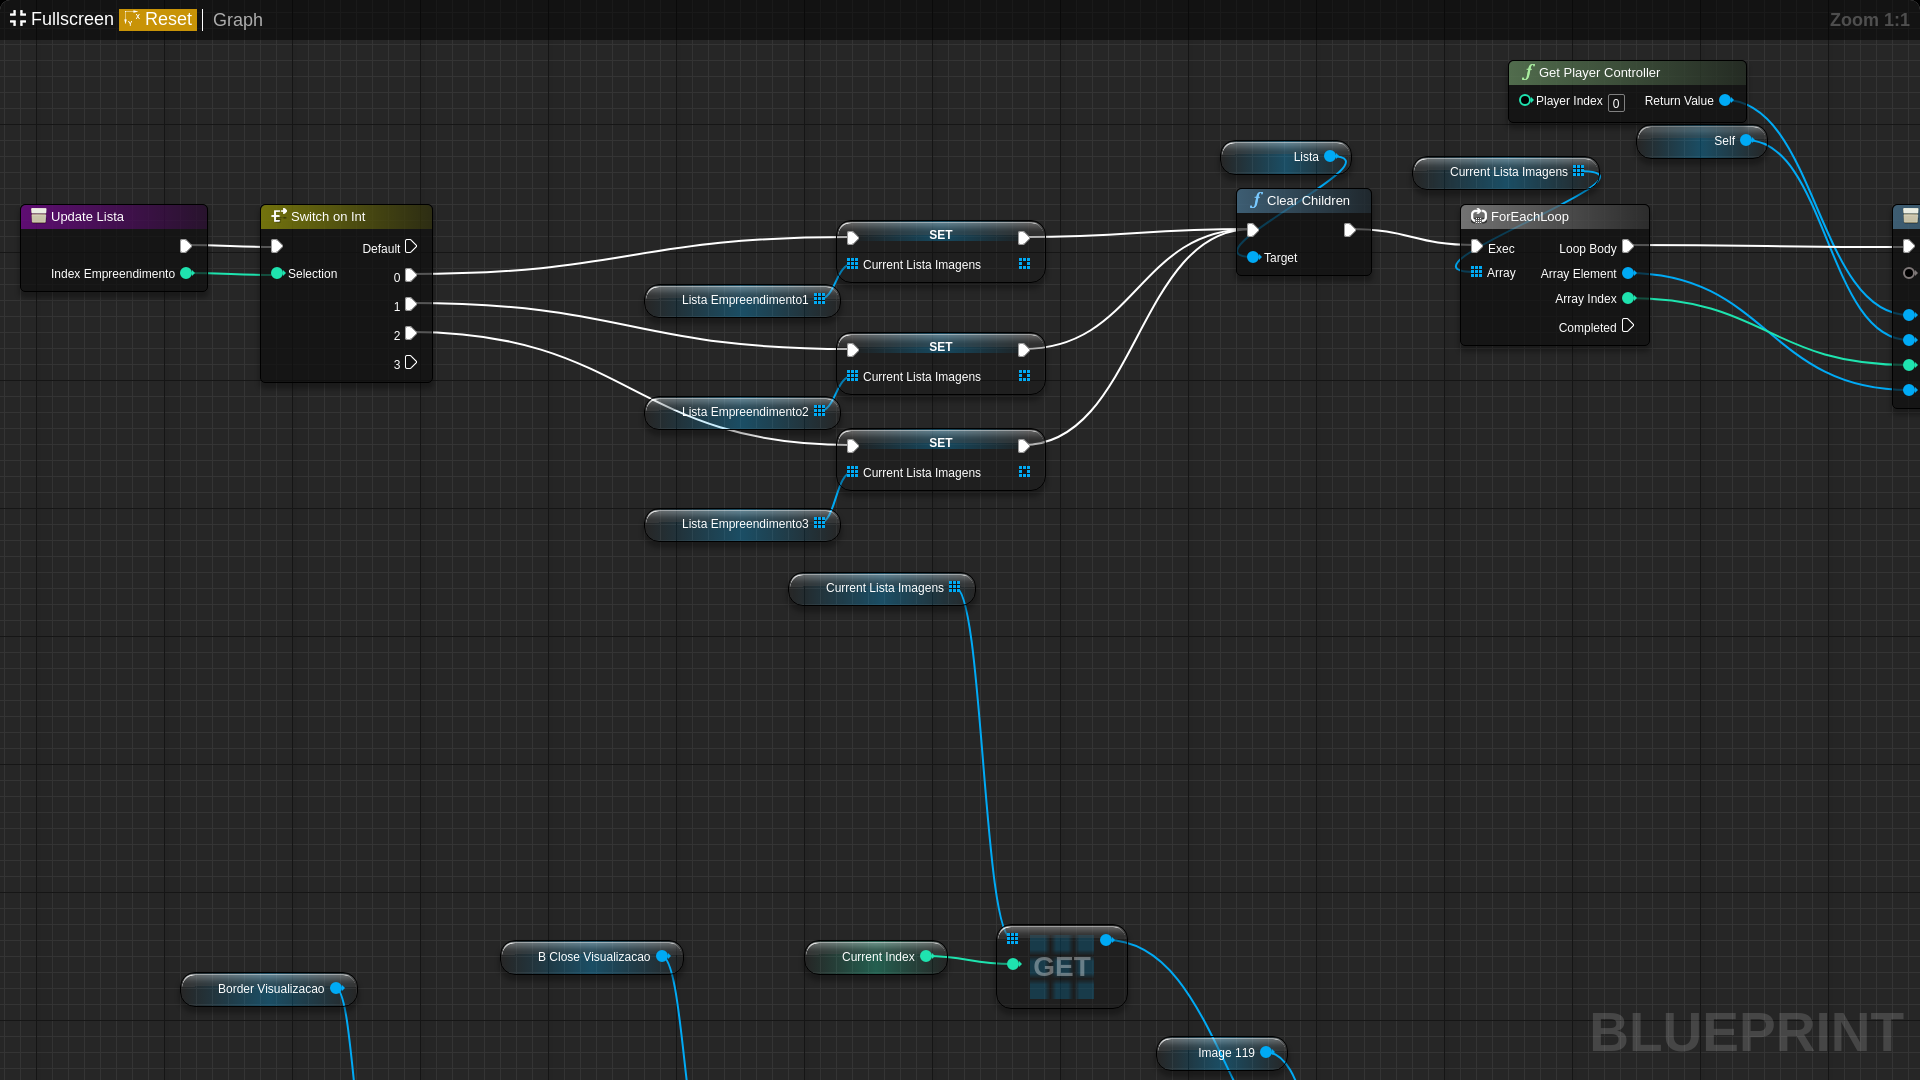 Fullscreen Reset Graph
Zoom 1:1
Get Player Controller
Player Index 0 Return Value
Self
Lista
Current Lista Imagens
Clear Children
Target
Update Lista
Index Empreendimento
Switch on Int
Default
Selection
0
1
2
3
SET
Current Lista Imagens
Lista Empreendimento1
SET
Current Lista Imagens
Lista Empreendimento2
SET
Current Lista Imagens
Lista Empreendimento3
ForEachLoop
Exec Loop Body
Array Array Element
Array Index
Completed
Current Lista Imagens
Border Visualizacao
B Close Visualizacao
Current Index
GET
Image 119
BLUEPRINT